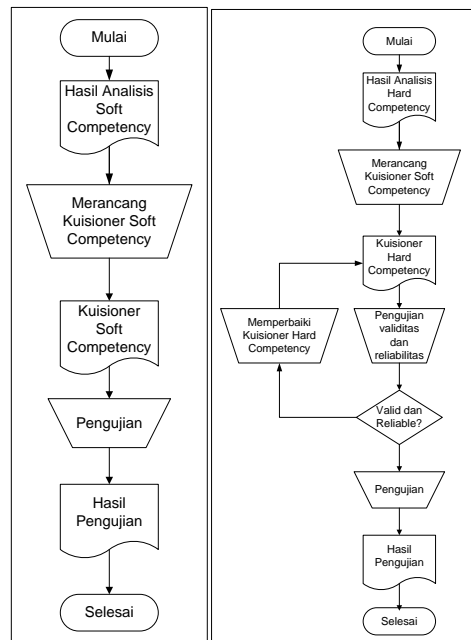 Mulai
Hasil Analisis
Soft
Competency
Merancang
Kuisioner Soft
Competency
Kuisioner
Soft
Competency
Pengujian
Hasil
Pengujian
Selesai
Mulai
Hasil Analisis
Hard
Competency
Merancang
Kuisioner Soft
Competency
Kuisioner
Hard
Competency
Memperbaiki
Kuisioner Hard
Competency
Pengujian
validitas
dan
reliabilitas
Valid dan
Reliable?
Pengujian
Hasil
Pengujian
Selesai